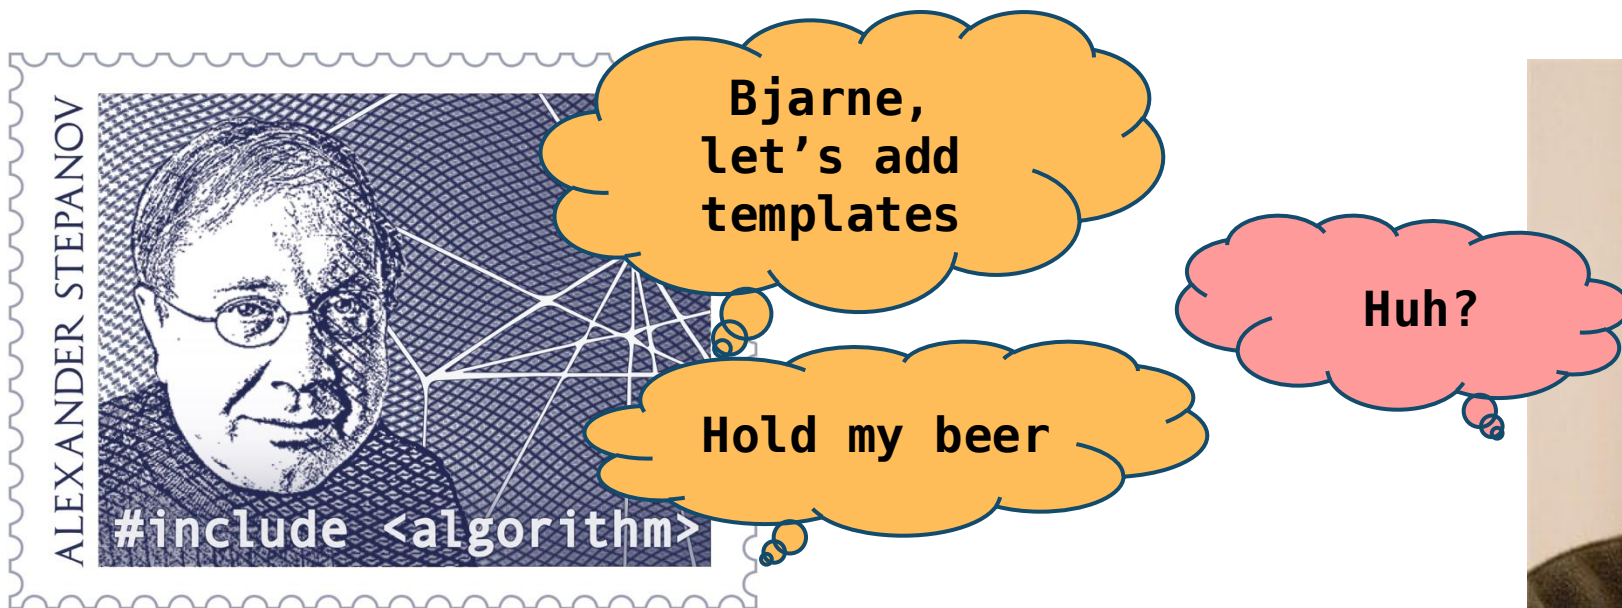 ALEXANDER STEPANOV
#include <algorithm>
Bjarne,
let’s add
templates
Huh?
Hold my beer